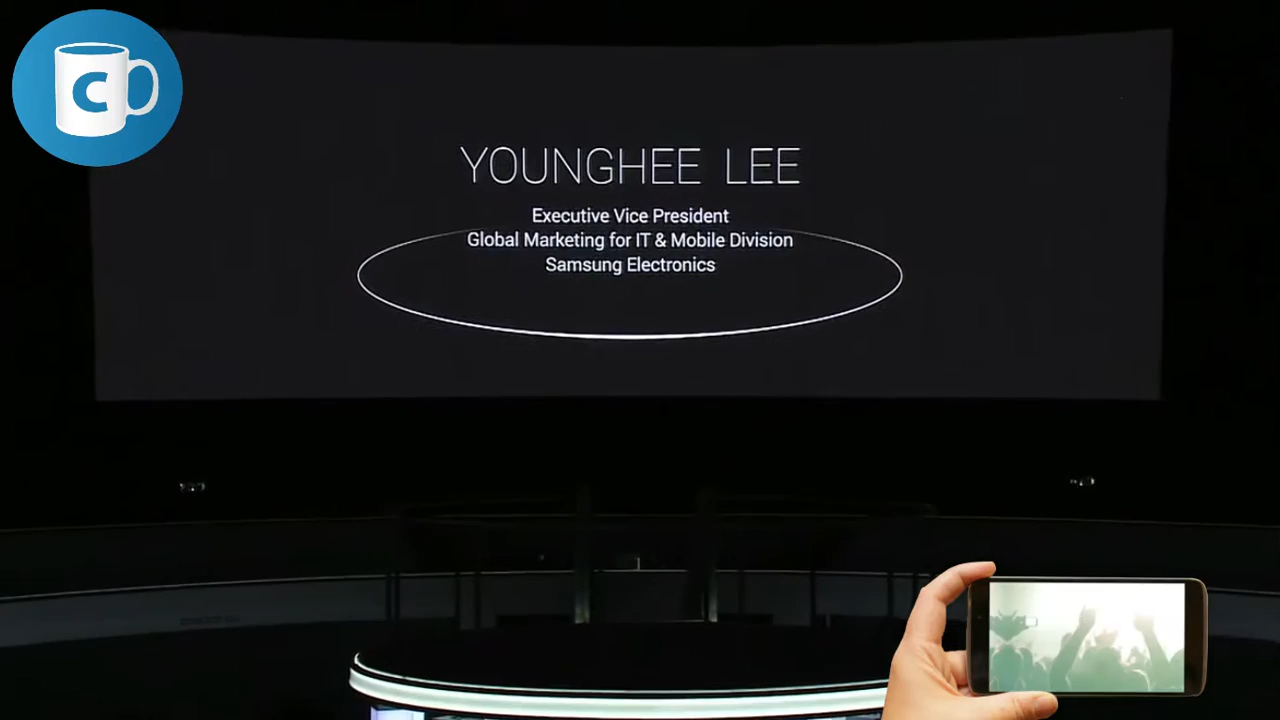 C
YOUNGHEE LEE
Executive Vice President
Global Marketing for IT & Mobile Division
Samsung Electronics